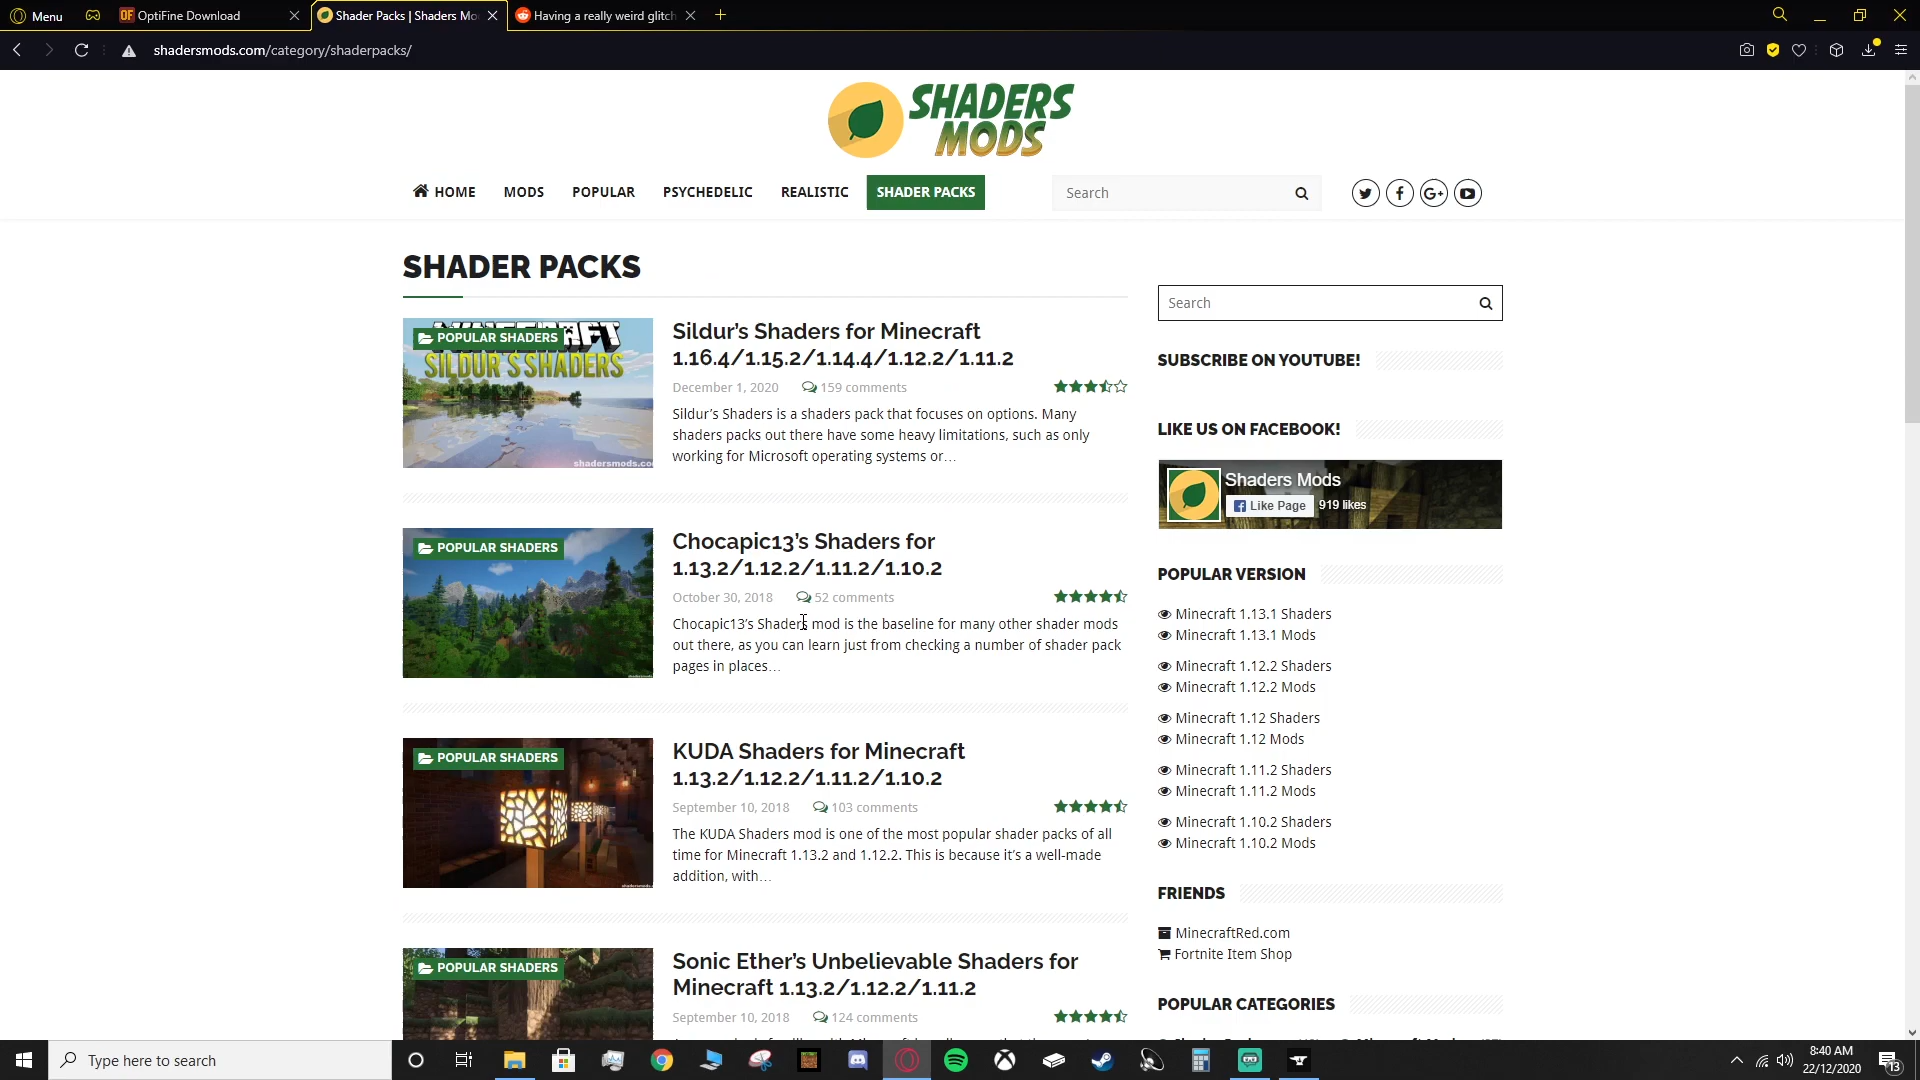 Menu
OptiFine Download
Shader Packs | Shaders Mo
Having a really weird glitch
shadersmods.com/category/shaderpacks/
SHADERS
MODS
HOME
MODS
POPULAR
PSYCHEDELIC
REALISTIC
SHADER PACKS
Search
SHADER PACKS
POPULAR SHADERS
MINECRAFT
SILDUR'S SHADERS
shadersmods.co
Sildur's Shaders for Minecraft
1.16.4/1.15.2/1.14.4/1.12.2/1.11.2
December 1, 2020 159 comments
Sildur's Shaders is a shaders pack that focuses on options. Many
shaders packs out there have some heavy limitations, such as only
working for Microsoft operating systems or…
POPULAR SHADERS
Chocapic13's Shaders for
1.13.2/1.12.2/1.11.2/1.10.2
October 30, 2018 52 comments
Chocapic13's Shaders mod is the baseline for many other shader mods
out there, as you can learn just from checking a number of shader pack
pages in places…
POPULAR SHADERS
KUDA Shaders for Minecraft
1.13.2/1.12.2/1.11.2/1.10.2
September 10, 2018 103 comments
The KUDA Shaders mod is one of the most popular shader packs of all
time for Minecraft 1.13.2 and 1.12.2. This is because it's a well-made
addition, with…
POPULAR SHADERS
Sonic Ether's Unbelievable Shaders for
Minecraft 1.13.2/1.12.2/1.11.2
September 10, 2018 124 comments
Search
SUBSCRIBE ON YOUTUBE!
LIKE US ON FACEBOOK!
Shaders Mods
Like Page 919 likes
POPULAR VERSION
Minecraft 1.13.1 Shaders
Minecraft 1.13.1 Mods
Minecraft 1.12.2 Shaders
Minecraft 1.12.2 Mods
Minecraft 1.12 Shaders
Minecraft 1.12 Mods
Minecraft 1.11.2 Shaders
Minecraft 1.11.2 Mods
Minecraft 1.10.2 Shaders
Minecraft 1.10.2 Mods
FRIENDS
MinecraftRed.com
Fortnite Item Shop
POPULAR CATEGORIES
Type here to search
8:40 AM
22/12/2020
13